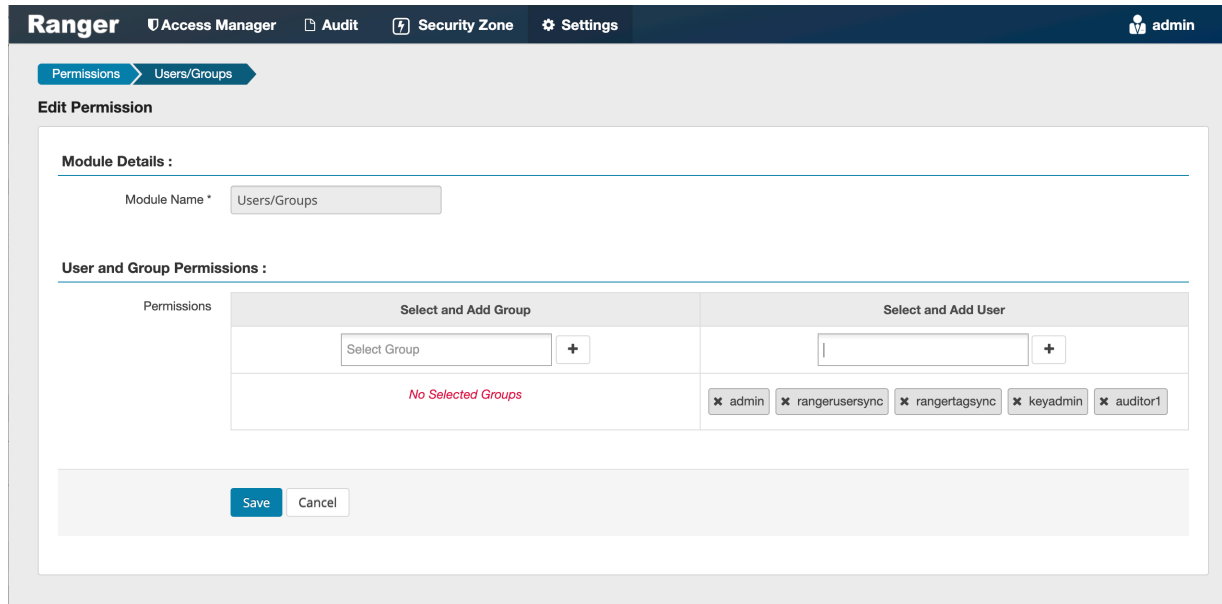 Ranger Access Manager Audit Security Zone Settings admin
Permissions Users/Groups
Edit Permission
Module Details :
Module Name * Users/Groups
User and Group Permissions :
Permissions Select and Add Group Select and Add User
Select Group + +
No Selected Groups ✖ admin ✖ rangerusersync ✖ rangertagsync ✖ keyadmin ✖ auditor1
Save Cancel